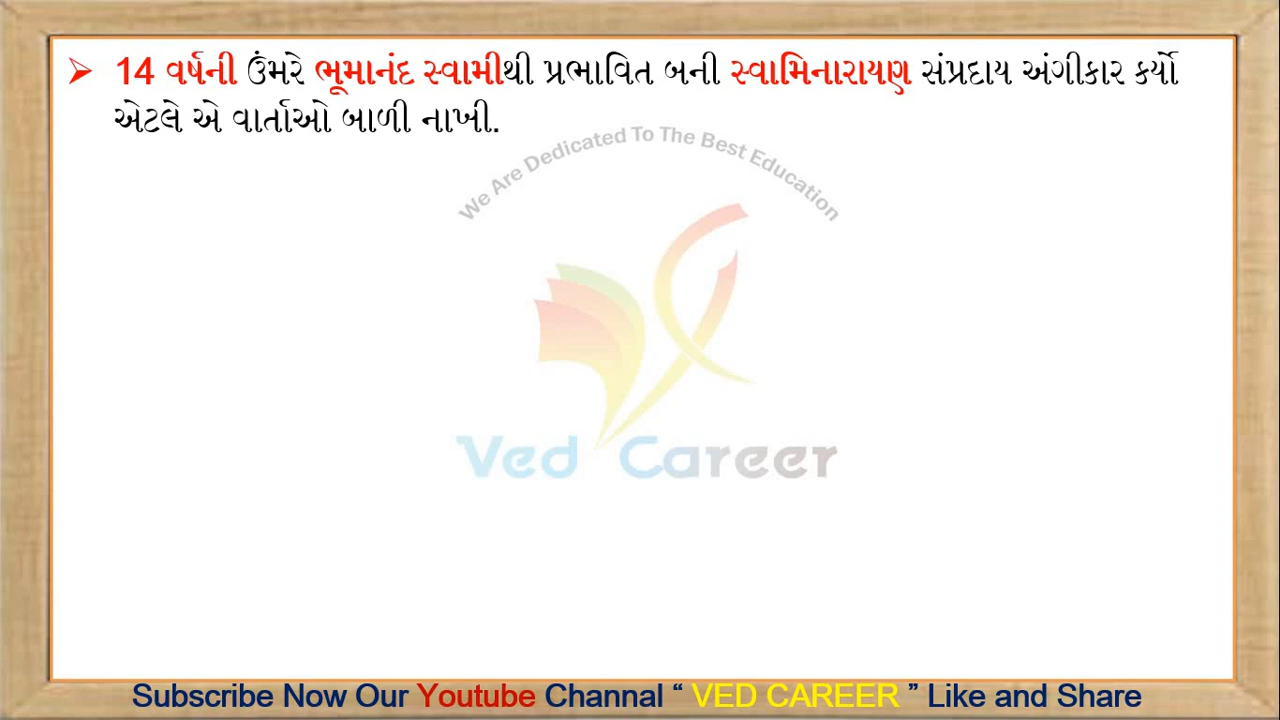 ➢ 14 વર્ષની ઉંમરે ભૂમાનંદ સ્વામીથી પ્રભાવિત બની સ્વામિનારાયણ સંપ્રદાય અંગીકાર કર્યો
એટલે એ વાર્તાઓ બાળી નાખી.
We Are Dedicated To The Best Education
Ved Career
Subscribe Now Our Youtube Channal “ VED CAREER ” Like and Share